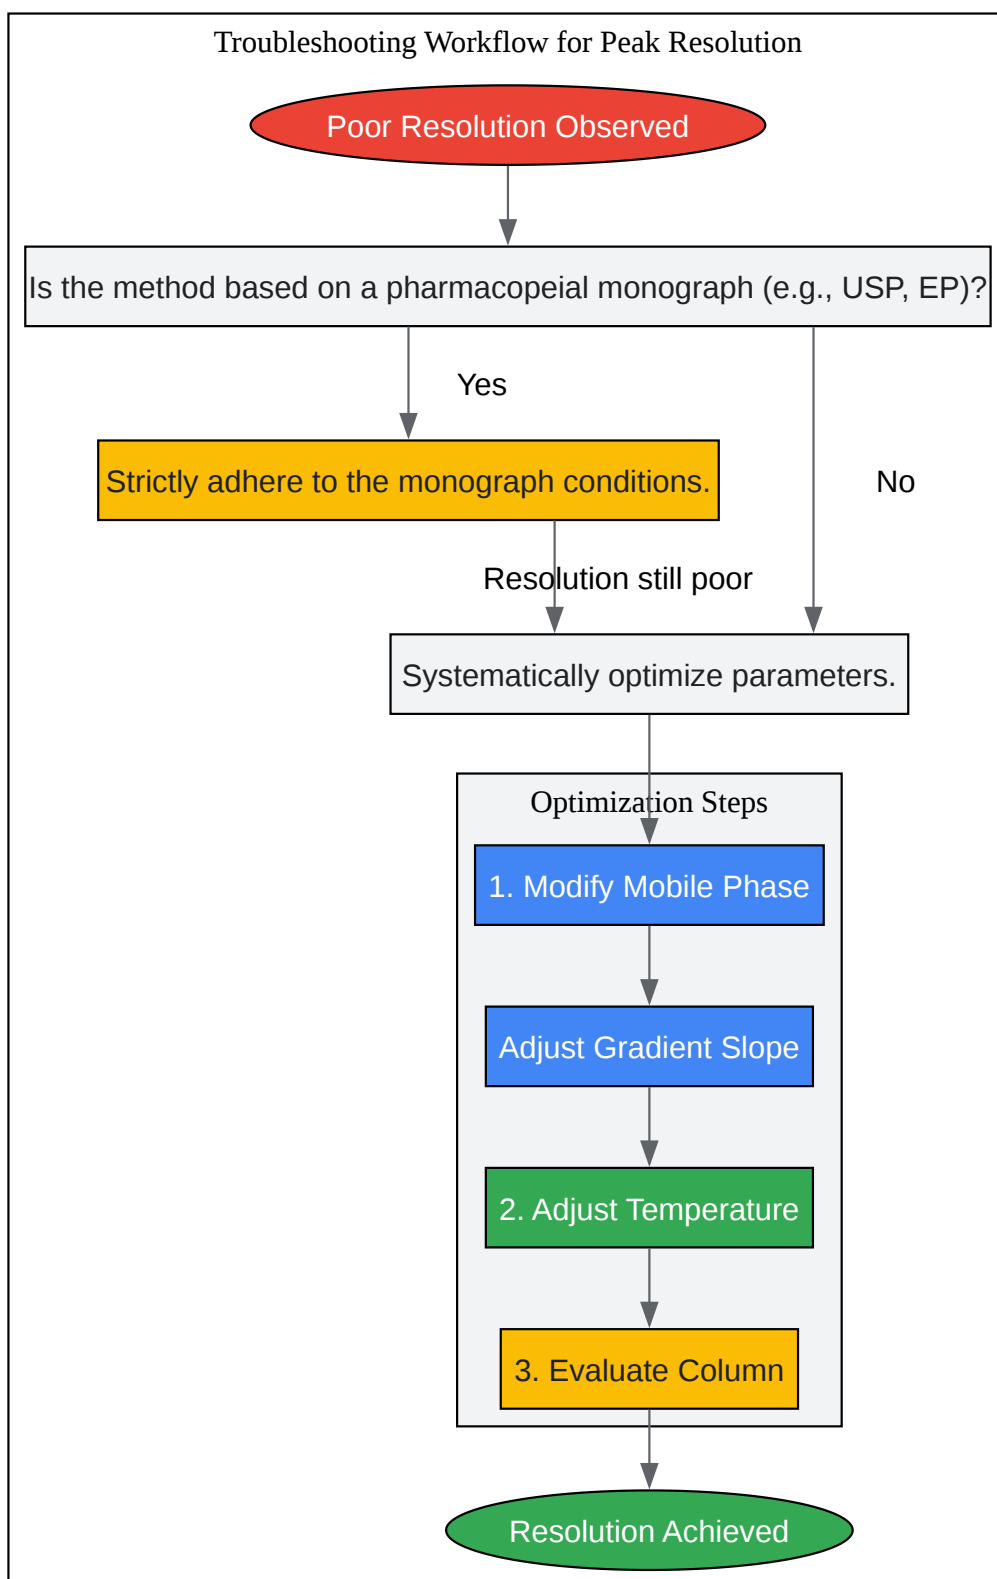 Troubleshooting Workflow for Peak Resolution
Poor Resolution Observed
Is the method based on a pharmacopeial monograph (e.g., USP, EP)?
Yes
Strictly adhere to the monograph conditions.
No
Resolution still poor
Systematically optimize parameters.
Optimization Steps
1. Modify Mobile Phase
Adjust Gradient Slope
2. Adjust Temperature
3. Evaluate Column
Resolution Achieved